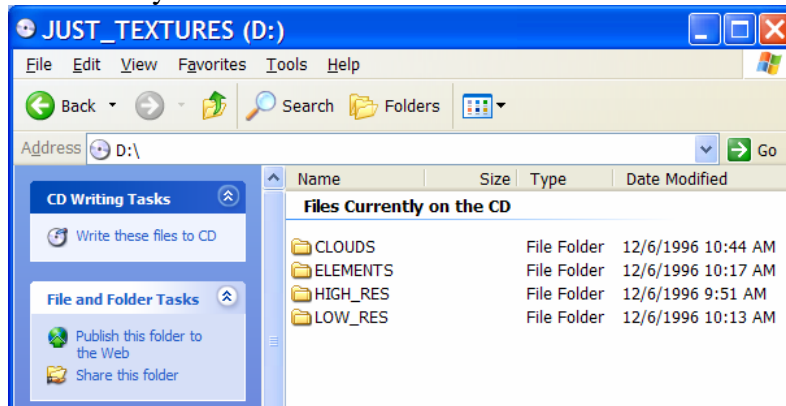 JUST_TEXTURES (D:)
File Edit View Favorites Tools Help
Back Search Folders
Address D:\ Go
CD Writing Tasks
Write these files to CD
File and Folder Tasks
Publish this folder to
the Web
Share this folder
Name Size Type Date Modified
Files Currently on the CD
CLOUDS File Folder 12/6/1996 10:44 AM
ELEMENTS File Folder 12/6/1996 10:17 AM
HIGH_RES File Folder 12/6/1996 9:51 AM
LOW_RES File Folder 12/6/1996 10:13 AM